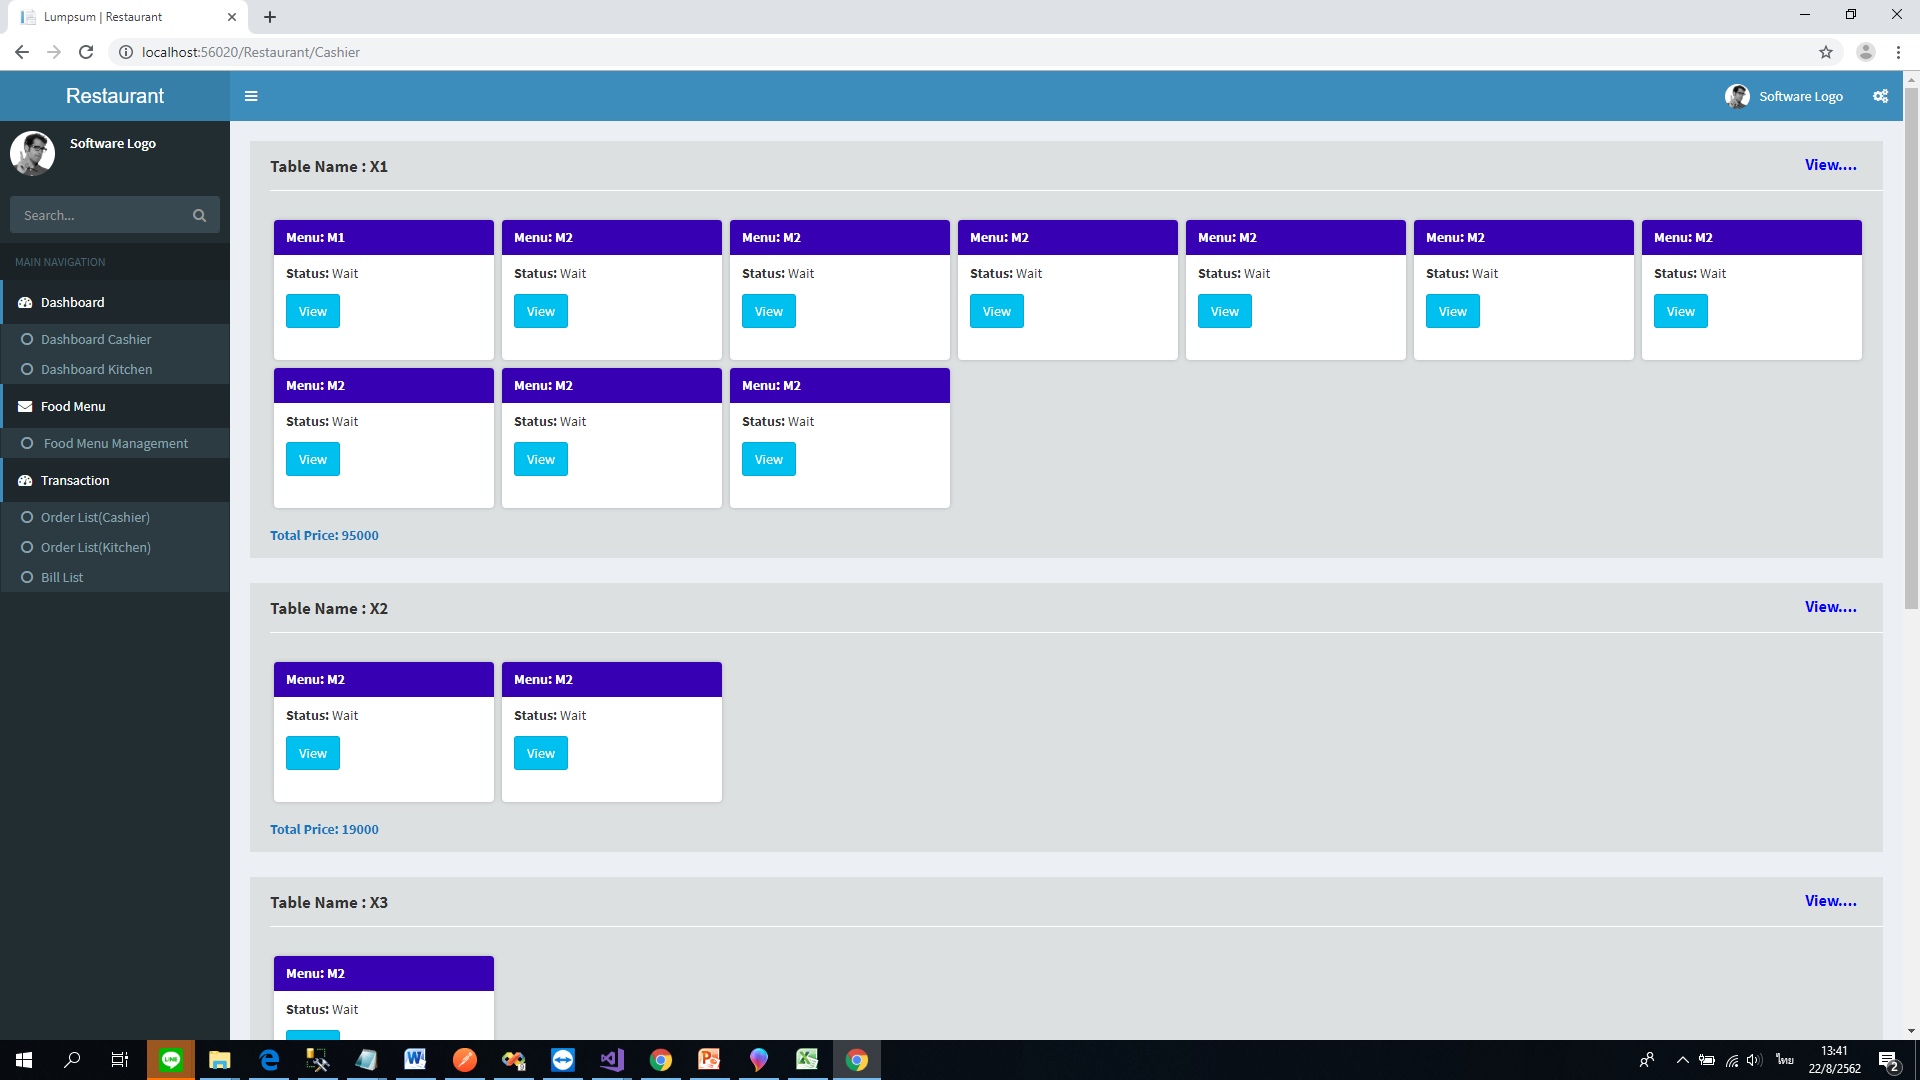 Lumpsum | Restaurant
localhost:56020/Restaurant/Cashier
Restaurant
Software Logo
Software Logo
Search...
MAIN NAVIGATION
Dashboard
Dashboard Cashier
Dashboard Kitchen
Food Menu
Food Menu Management
Transaction
Order List(Cashier)
Order List(Kitchen)
Bill List
Table Name : X1
View....
Menu: M1
Status: Wait
View
Menu: M2
Status: Wait
View
Menu: M2
Status: Wait
View
Menu: M2
Status: Wait
View
Menu: M2
Status: Wait
View
Menu: M2
Status: Wait
View
Menu: M2
Status: Wait
View
Menu: M2
Status: Wait
View
Menu: M2
Status: Wait
View
Menu: M2
Status: Wait
View
Total Price: 95000
Table Name : X2
View....
Menu: M2
Status: Wait
View
Menu: M2
Status: Wait
View
Total Price: 19000
Table Name : X3
View....
Menu: M2
Status: Wait
LINE
ไทย
13:41
22/8/2562
2